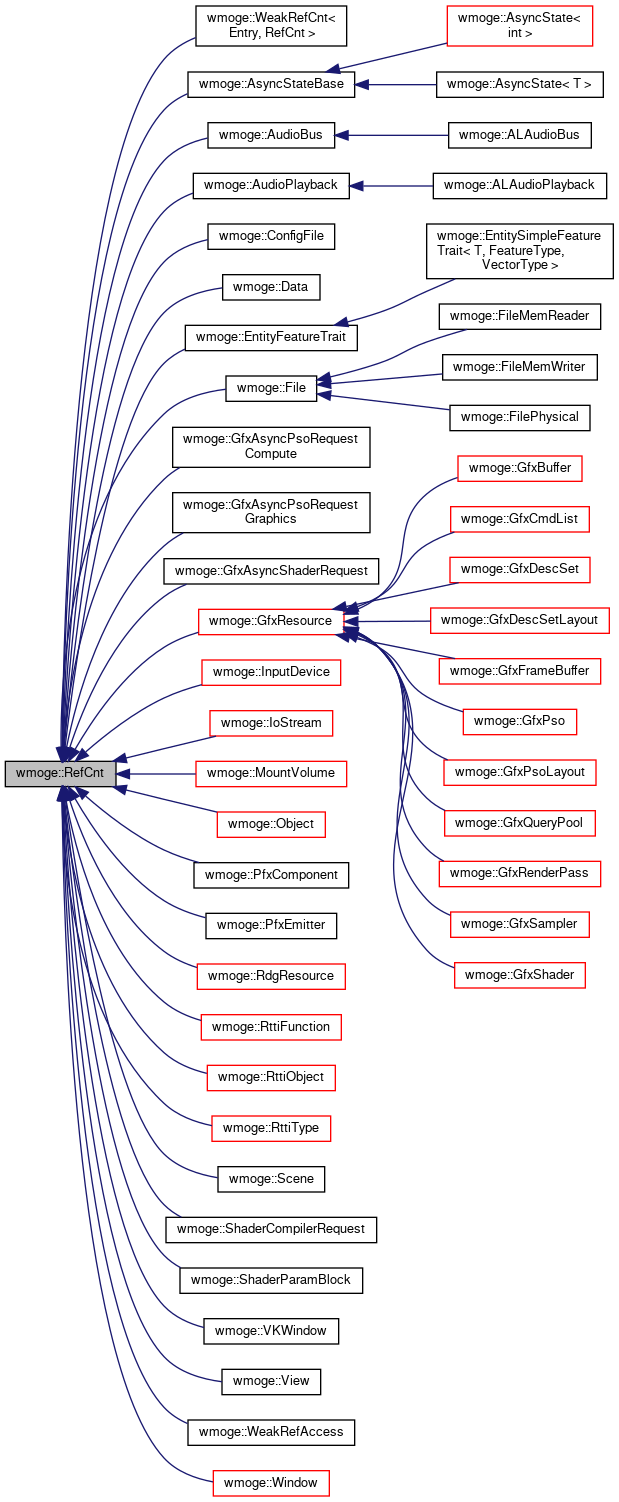 wmoge::WeakRefCnt<
Entry, RefCnt >
wmoge::AsyncState<
int >
wmoge::AsyncStateBase
wmoge::AsyncState< T >
wmoge::AudioBus
wmoge::ALAudioBus
wmoge::AudioPlayback
wmoge::ALAudioPlayback
wmoge::ConfigFile
wmoge::EntitySimpleFeature
Trait< T, FeatureType,
VectorType >
wmoge::Data
wmoge::EntityFeatureTrait
wmoge::FileMemReader
wmoge::FileMemWriter
wmoge::File
wmoge::FilePhysical
wmoge::GfxAsyncPsoRequest
Compute
wmoge::GfxBuffer
wmoge::GfxAsyncPsoRequest
Graphics
wmoge::GfxCmdList
wmoge::GfxAsyncShaderRequest
wmoge::GfxDescSet
wmoge::GfxResource
wmoge::GfxDescSetLayout
wmoge::InputDevice
wmoge::GfxFrameBuffer
wmoge::IoStream
wmoge::GfxPso
wmoge::RefCnt
wmoge::MountVolume
wmoge::GfxPsoLayout
wmoge::Object
wmoge::GfxQueryPool
wmoge::PfxComponent
wmoge::GfxRenderPass
wmoge::PfxEmitter
wmoge::GfxSampler
wmoge::RdgResource
wmoge::GfxShader
wmoge::RttiFunction
wmoge::RttiObject
wmoge::RttiType
wmoge::Scene
wmoge::ShaderCompilerRequest
wmoge::ShaderParamBlock
wmoge::VKWindow
wmoge::View
wmoge::WeakRefAccess
wmoge::Window